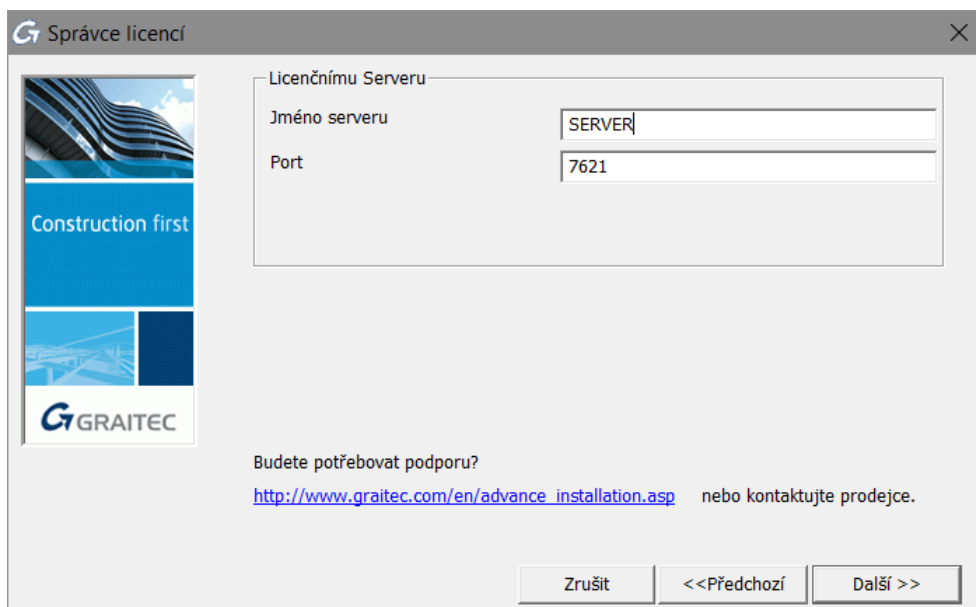 Správce licencí
Licenčnímu Serveru
Jméno serveru
SERVER
Port
7621
Construction first
GRAITEC
Budete potřebovat podporu?
http://www.graitec.com/en/advance_installation.asp nebo kontaktujte prodejce.
Zrušit <<Předchozí Další >>